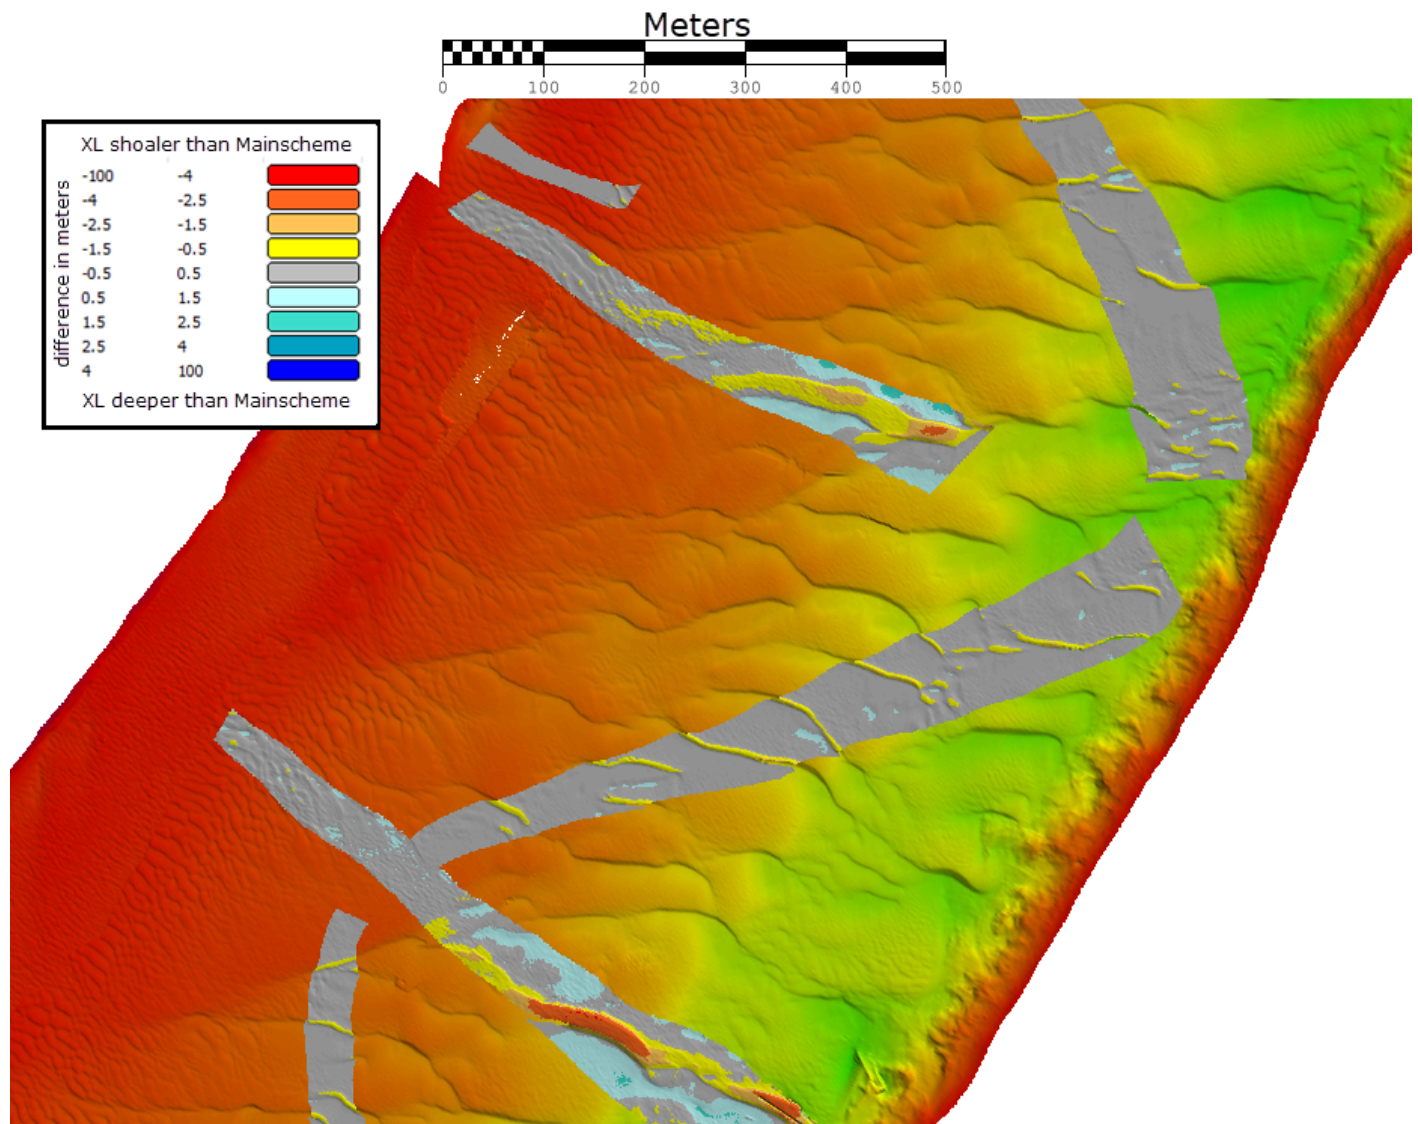 Meters
0 100 200 300 400 500
XL shoaler than Mainscheme
difference in meters
-100 -4
-4 -2.5
-2.5 -1.5
-1.5 -0.5
-0.5 0.5
0.5 1.5
1.5 2.5
2.5 4
4 100
XL deeper than Mainscheme